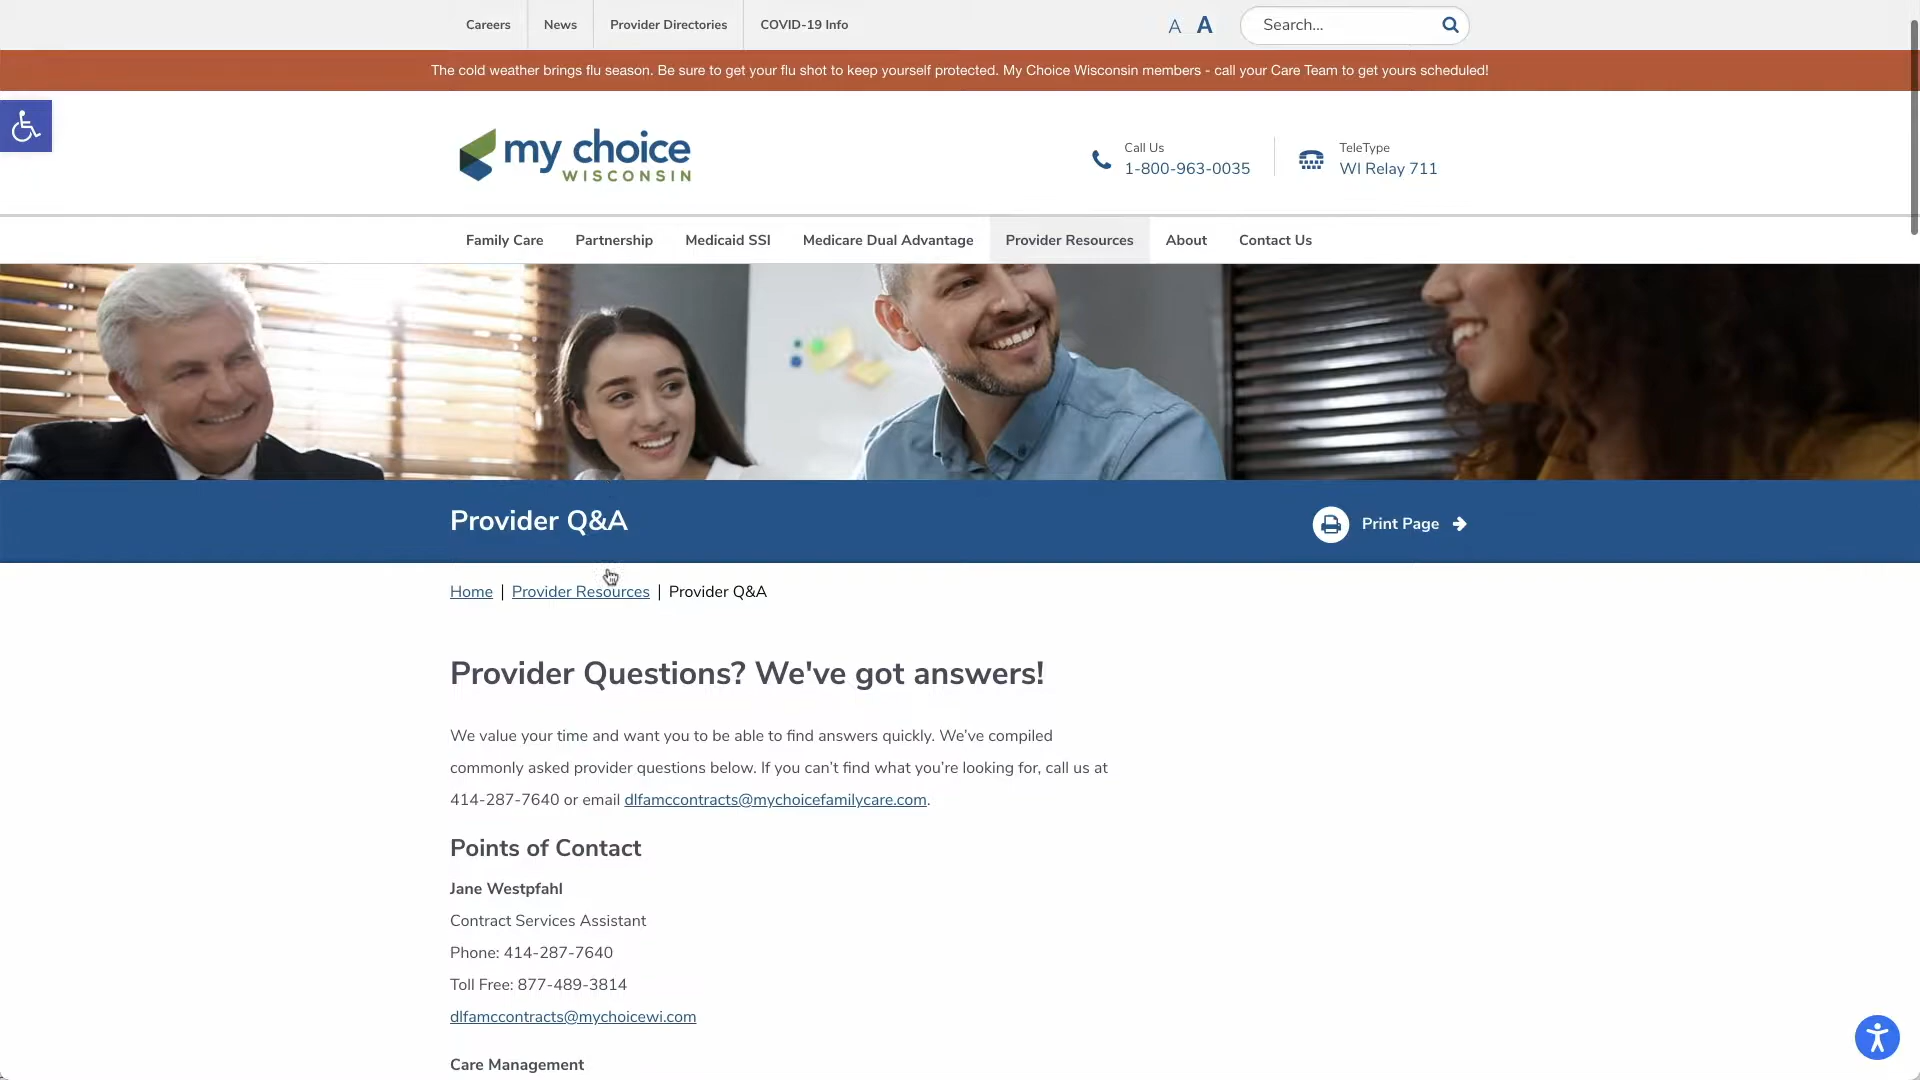 Careers News Provider Directories COVID-19 Info A A Search...
The cold weather brings flu season. Be sure to get your flu shot to keep yourself protected. My Choice Wisconsin members - call your Care Team to get yours scheduled!
my choice
WISCONSIN
Call Us
1-800-963-0035
TeleType
WI Relay 711
Family Care Partnership Medicaid SSI Medicare Dual Advantage Provider Resources About Contact Us
Provider Q&A
Print Page
Home | Provider Resources | Provider Q&A
Provider Questions? We've got answers!
We value your time and want you to be able to find answers quickly. We’ve compiled
commonly asked provider questions below. If you can’t find what you’re looking for, call us at
414-287-7640 or email dlfamccontracts@mychoicefamilycare.com.
Points of Contact
Jane Westpfahl
Contract Services Assistant
Phone: 414-287-7640
Toll Free: 877-489-3814
dlfamccontracts@mychoicewi.com
Care Management